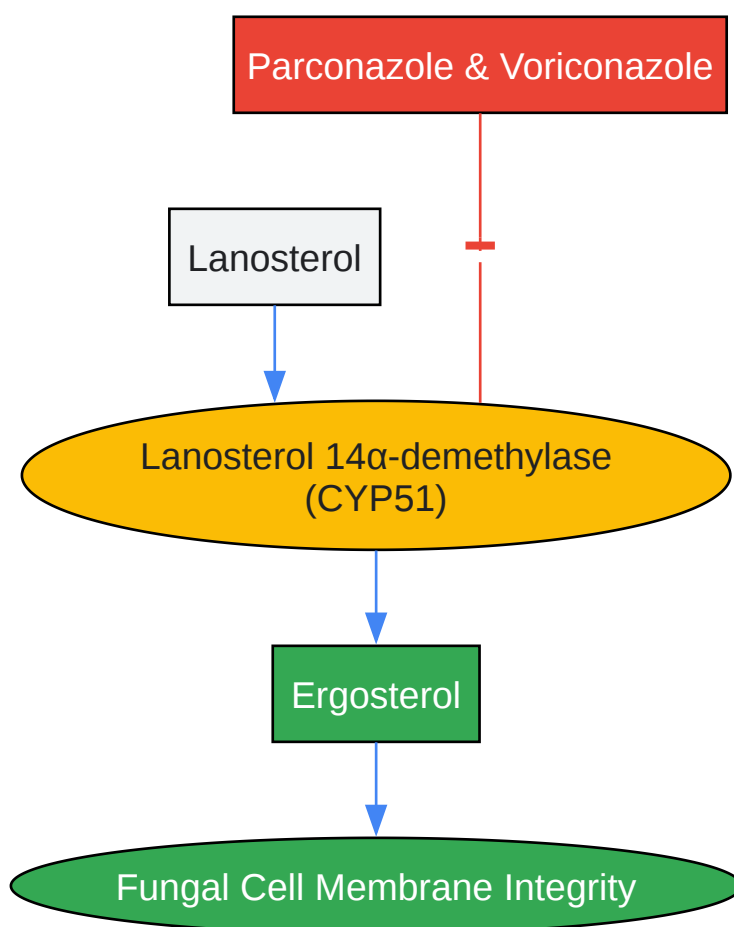 Parconazole & Voriconazole
Lanosterol
Lanosterol 14α-demethylase
(CYP51)
Ergosterol
Fungal Cell Membrane Integrity